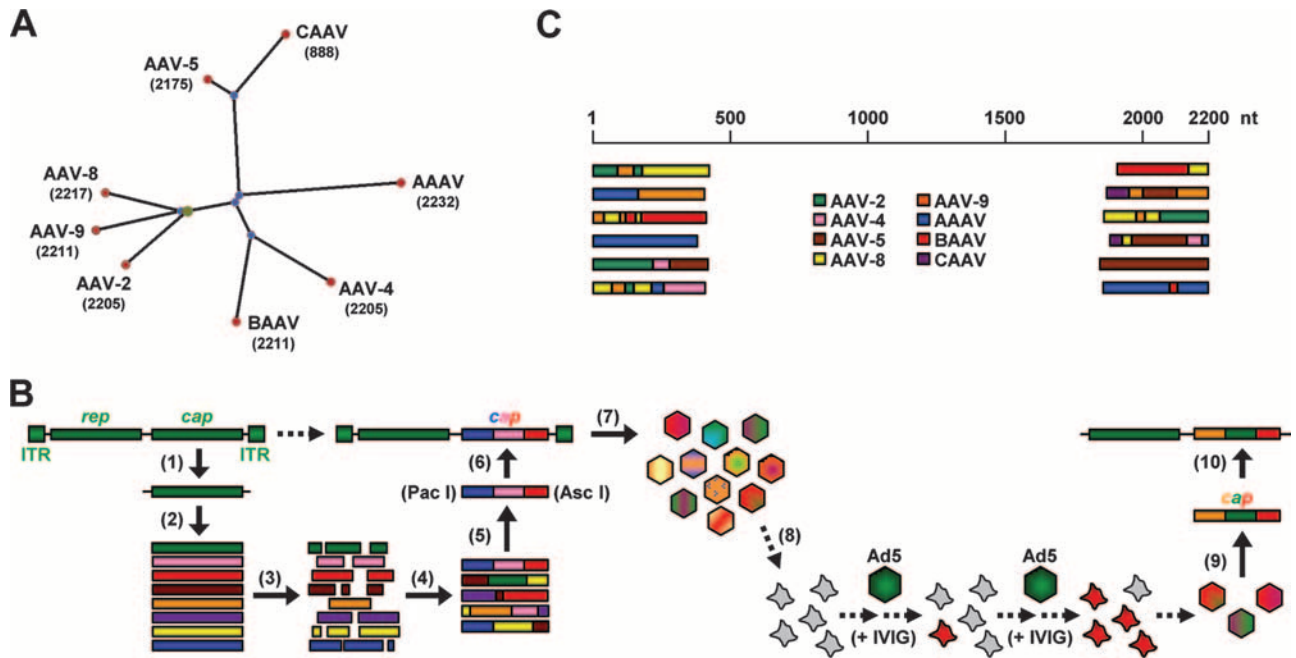 A
CAAV
(888)
AAV-5
(2175)
AAV-8
(2217)
AAAV
(2232)
AAV-9
(2211)
AAV-2
(2205)
AAV-4
(2205)
BAAV
(2211)
C
1 500 1000 1500 2000 2200 nt
AAV-2 AAV-9
AAV-4 AAAV
AAV-5 BAAV
AAV-8 CAAV
B
rep cap
ITR ITR
(1)
(2)
(3)
(4)
(5)
(6)
cap
(Pac I) (Asc I)
(7)
(8)
Ad5 Ad5
(+ IVIG) (+ IVIG)
(9)
cap
(10)